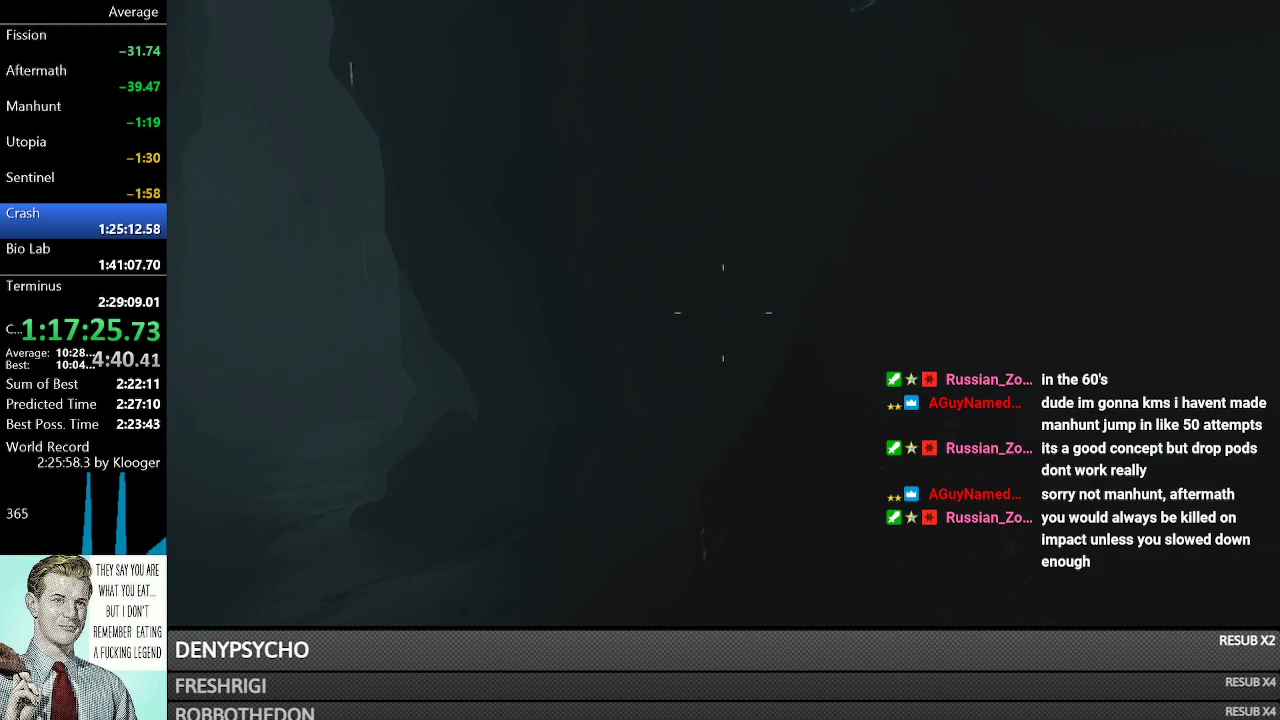 Average
Fission
−31.74
Aftermath
−39.47
Manhunt
−1:19
Utopia
−1:30
Sentinel
−1:58
Crash
1:25:12.58
Bio Lab
1:41:07.70
Terminus
2:29:09.01
C... 1:17:25.73
Average: 10:28...
Best: 10:04...
4:40.41
Sum of Best 2:22:11
Predicted Time 2:27:10
Best Poss. Time 2:23:43
World Record
2:25:58.3 by Klooger
365
THEY SAY YOU ARE
WHAT YOU EAT...
BUT I DON'T
REMEMBER EATING
A FUCKING LEGEND
Russian_Zo... in the 60's
AGuyNamed... dude im gonna kms i havent made
manhunt jump in like 50 attempts
Russian_Zo... its a good concept but drop pods
dont work really
AGuyNamed... sorry not manhunt, aftermath
Russian_Zo... you would always be killed on
impact unless you slowed down
enough
DENYPSYCHO RESUB X2
FRESHRIGI RESUB X4
ROBBOTHEDON RESUB X4